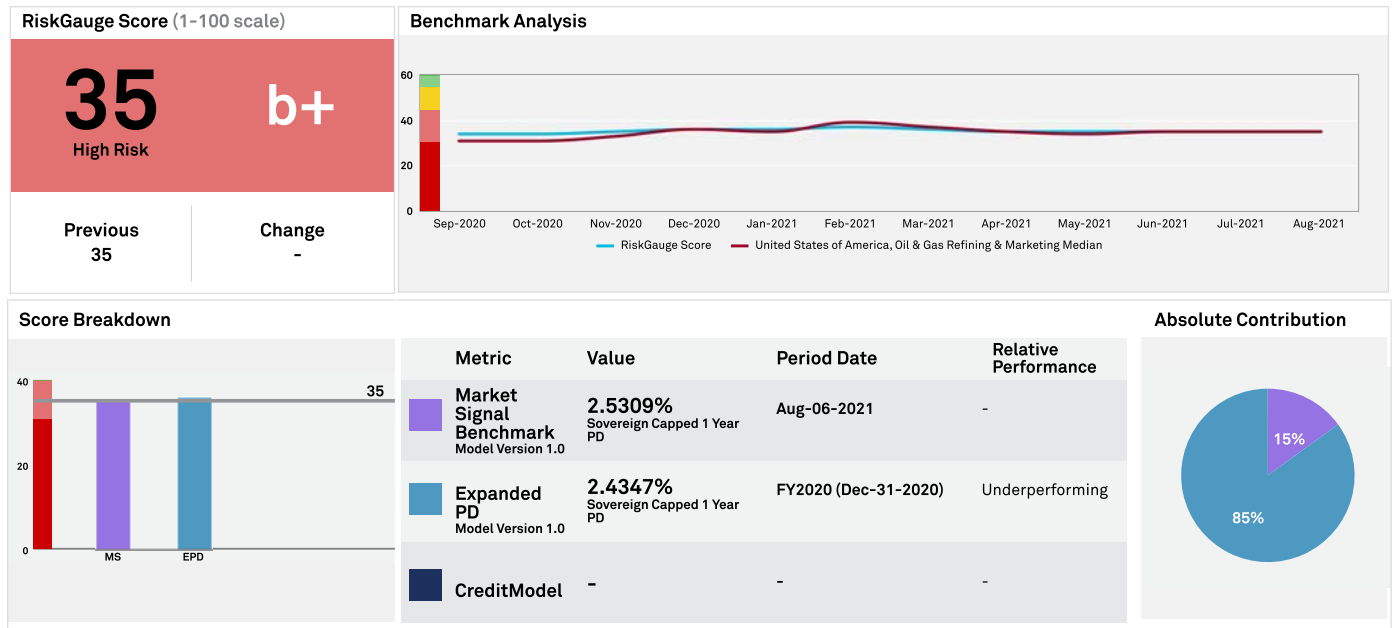 RiskGauge Score (1-100 scale)
35
b+
High Risk
Previous
35
Change
-
Benchmark Analysis
60
40
20
0
Sep-2020 Oct-2020 Nov-2020 Dec-2020 Jan-2021 Feb-2021 Mar-2021 Apr-2021 May-2021 Jun-2021 Jul-2021 Aug-2021
RiskGauge Score United States of America, Oil & Gas Refining & Marketing Median
Score Breakdown
40
35
20
0
MS EPD
Metric Value Period Date Relative
Performance
Market
Signal
Benchmark
Model Version 1.0
2.5309%
Sovereign Capped 1 Year
PD
Aug-06-2021
-
Expanded
PD
Model Version 1.0
2.4347%
Sovereign Capped 1 Year
PD
FY2020 (Dec-31-2020)
Underperforming
CreditModel - - -
Absolute Contribution
15%
85%